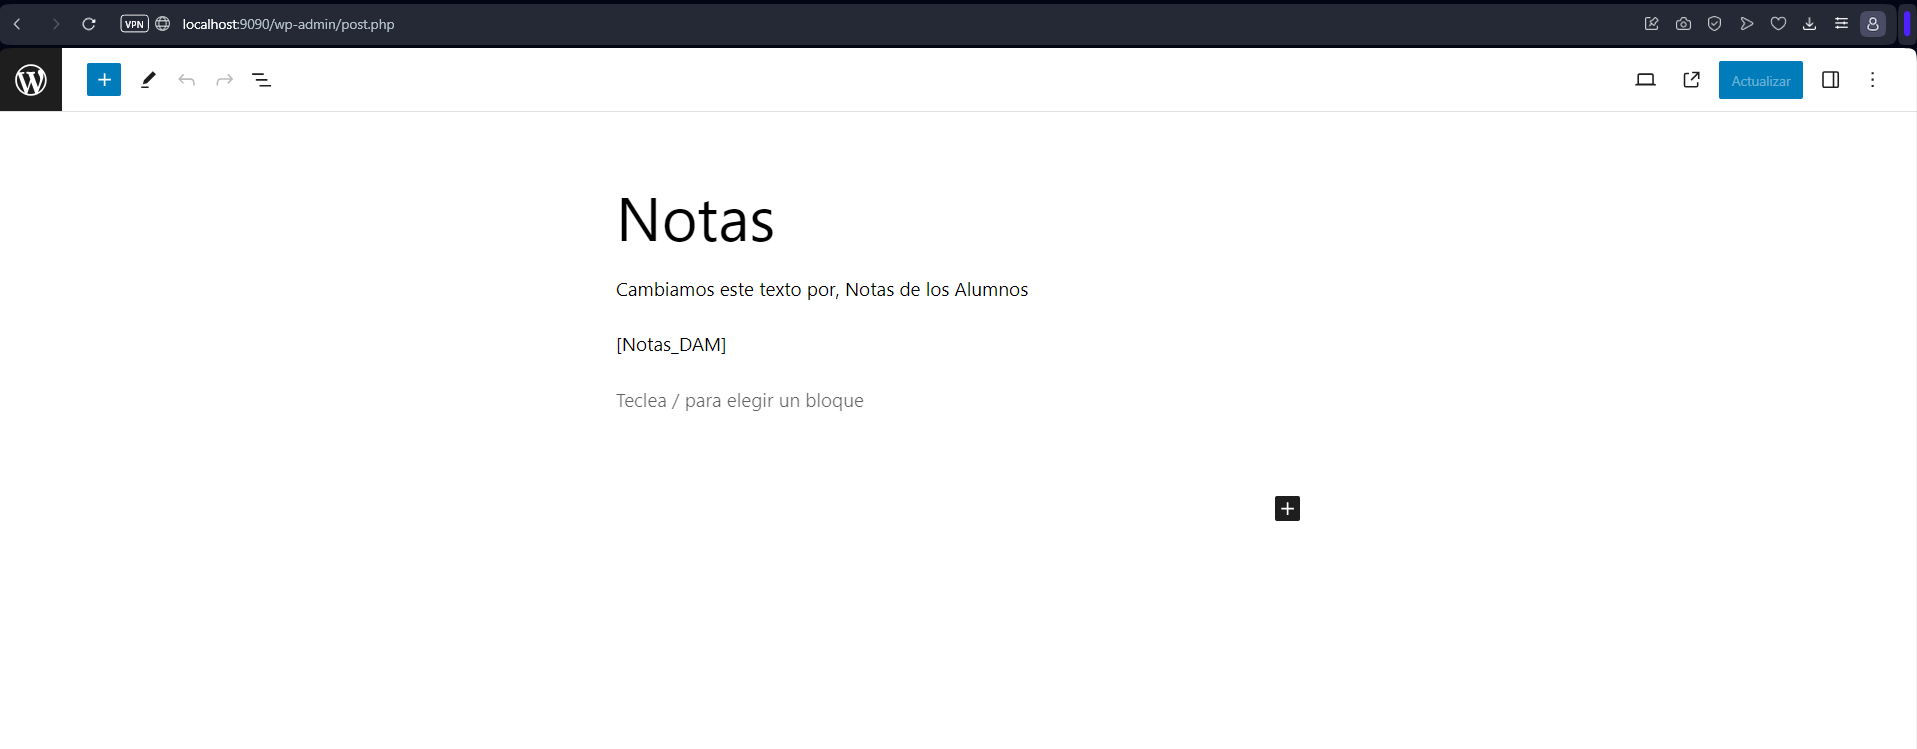 VPN localhost:9090/wp-admin/post.php
Actualizar
Notas
Cambiamos este texto por, Notas de los Alumnos
[Notas_DAM]
Teclea / para elegir un bloque